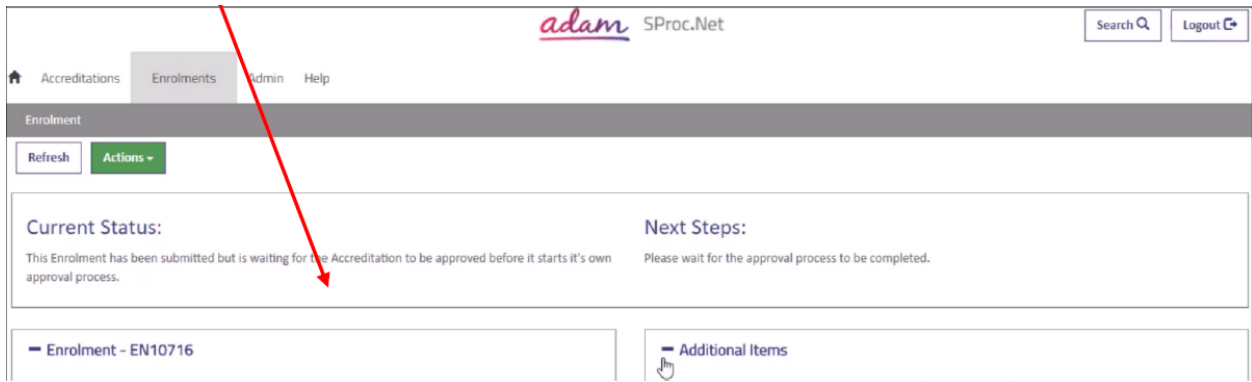 adam SProc.Net
Search
Logout
Accreditations Enrolments Admin Help
Enrolment
Refresh Actions
Current Status:
This Enrolment has been submitted but is waiting for the Accreditation to be approved before it starts it's own
approval process.
Next Steps:
Please wait for the approval process to be completed.
Enrolment - EN10716
Additional Items